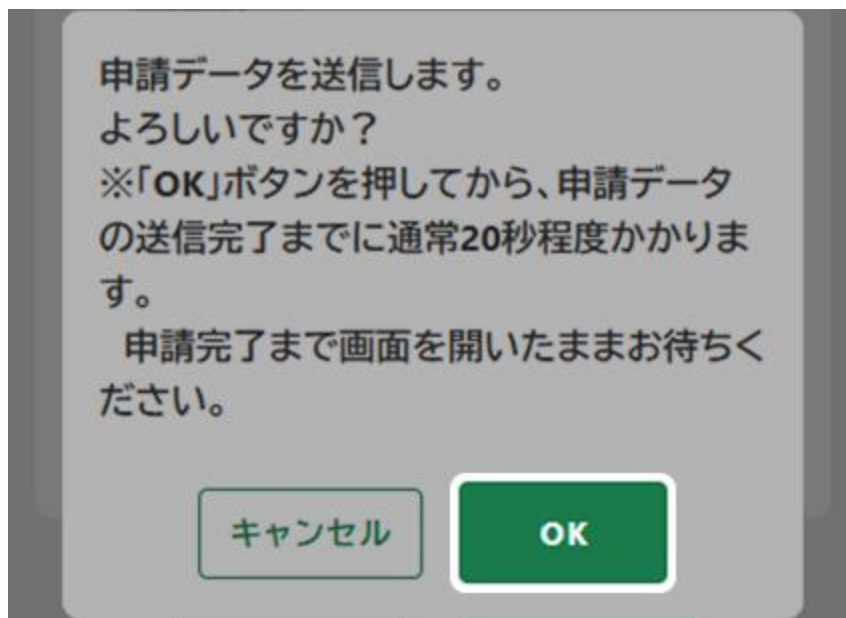 申請データを送信します。
よろしいですか？
※「OK」ボタンを押してから、申請データ
の送信完了までに通常20秒程度かかりま
す。
申請完了まで画面を開いたままお待ちく
ださい。
キャンセル
OK